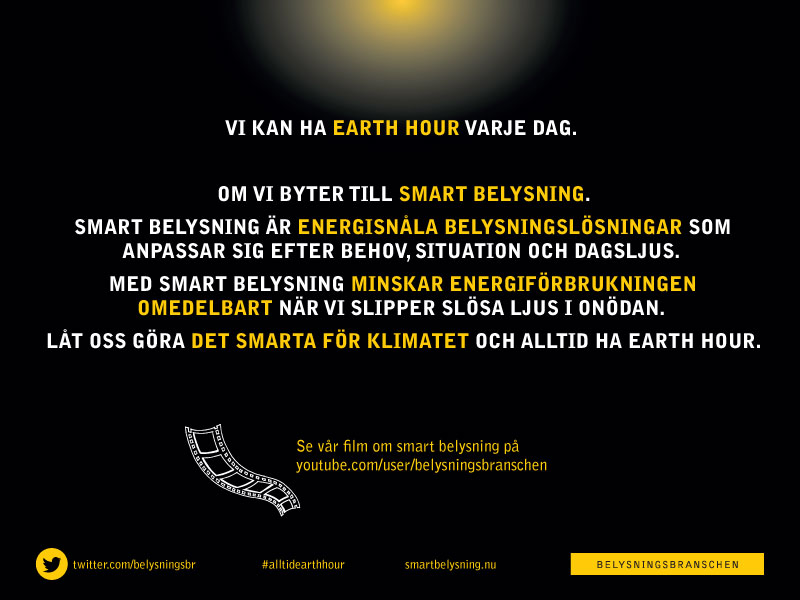 VI KAN HA EARTH HOUR VARJE DAG.
OM VI BYTER TILL SMART BELYSNING.
SMART BELYSNING ÄR ENERGISNÅLA BELYSNINGSLÖSNINGAR SOM
ANPASSAR SIG EFTER BEHOV, SITUATION OCH DAGSLJUS.
MED SMART BELYSNING MINSKAR ENERGIFÖRBRUKNINGEN
OMEDELBART NÄR VI SLIPPER SLÖSA LJUS I ONÖDAN.
LÅT OSS GÖRA DET SMARTA FÖR KLIMATET OCH ALLTID HA EARTH HOUR.
Se vår film om smart belysning på
youtube.com/user/belysningsbranschen
twitter.com/belysningsbr
#alltidearthhour
smartbelysning.nu
BELYSNINGSBRANSCHEN